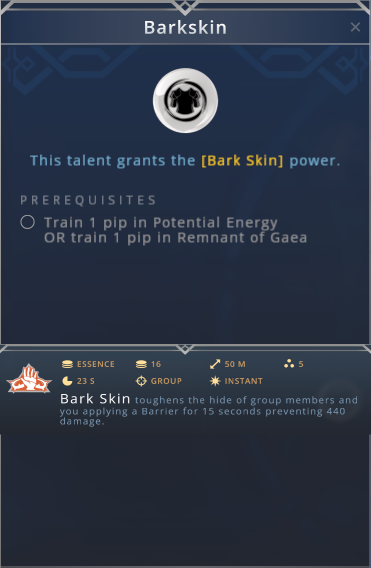 Barkskin
This talent grants the [Bark Skin] power.
PREREQUISITES
Train 1 pip in Potential Energy
OR train 1 pip in Remnant of Gaea
ESSENCE 16 50 M 5
23 S GROUP INSTANT
Bark Skin toughens the hide of group members and
you applying a Barrier for 15 seconds preventing 440
damage.